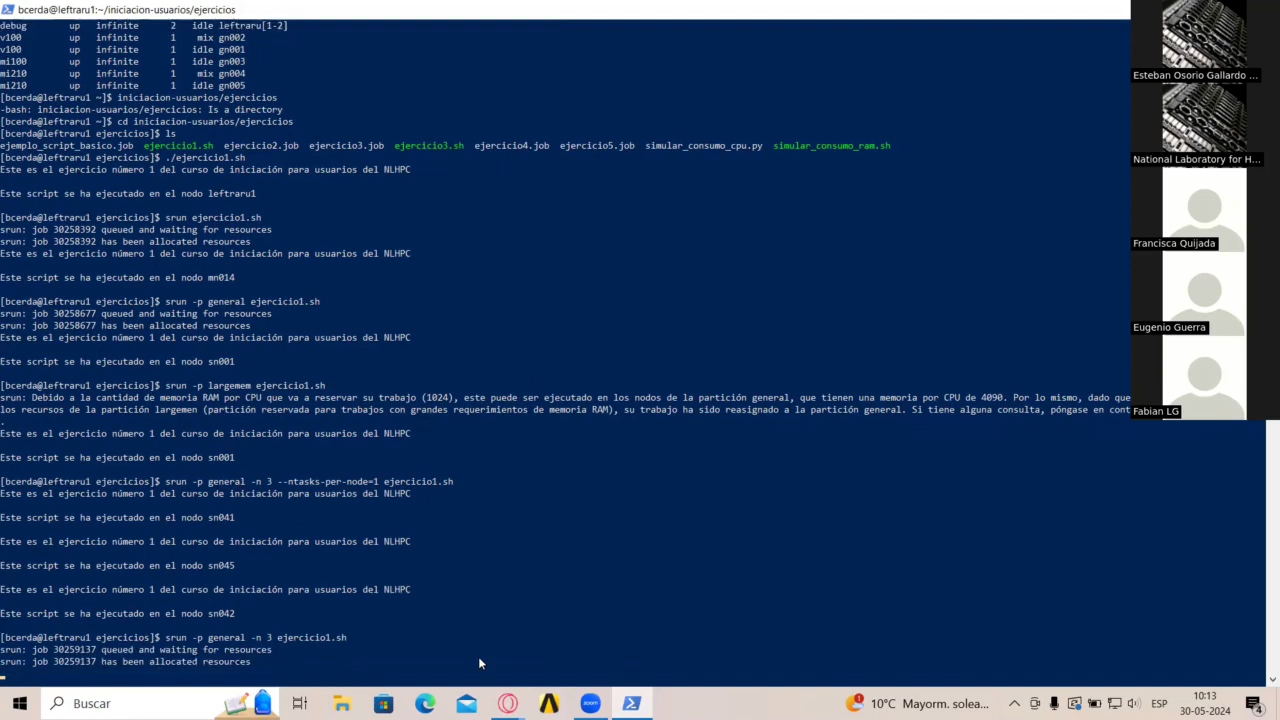 bcerda@leftraru1:~/iniciacion-usuarios/ejercicios
debug up infinite 2 idle leftraru[1-2]
v100 up infinite 1 mix gn002
v100 up infinite 1 idle gn001
mi100 up infinite 1 idle gn003
mi210 up infinite 1 mix gn004
mi210 up infinite 1 idle gn005
[bcerda@leftraru1 ~]$ iniciacion-usuarios/ejercicios
-bash: iniciacion-usuarios/ejercicios: Is a directory
[bcerda@leftraru1 ~]$ cd iniciacion-usuarios/ejercicios
[bcerda@leftraru1 ejercicios]$ ls
ejemplo_script_basico.job ejercicio1.sh ejercicio2.job ejercicio3.job ejercicio3.sh ejercicio4.job ejercicio5.job simular_consumo_cpu.py simular_consumo_ram.sh
[bcerda@leftraru1 ejercicios]$ ./ejercicio1.sh
Este es el ejercicio número 1 del curso de iniciación para usuarios del NLHPC
Este script se ha ejecutado en el nodo leftraru1
[bcerda@leftraru1 ejercicios]$ srun ejercicio1.sh
srun: job 30258392 queued and waiting for resources
srun: job 30258392 has been allocated resources
Este es el ejercicio número 1 del curso de iniciación para usuarios del NLHPC
Este script se ha ejecutado en el nodo mn014
[bcerda@leftraru1 ejercicios]$ srun -p general ejercicio1.sh
srun: job 30258677 queued and waiting for resources
srun: job 30258677 has been allocated resources
Este es el ejercicio número 1 del curso de iniciación para usuarios del NLHPC
Este script se ha ejecutado en el nodo sn001
[bcerda@leftraru1 ejercicios]$ srun -p largemem ejercicio1.sh
srun: Debido a la cantidad de memoria RAM por CPU que va a reservar su trabajo (1024), este puede ser ejecutado en los nodos de la partición general, que tienen una memoria por CPU de 4090. Por lo mismo, dado que
los recursos de la partición largemen (partición reservada para trabajos con grandes requerimientos de memoria RAM), su trabajo ha sido reasignado a la partición general. Si tiene alguna consulta, póngase en cont
.
Este es el ejercicio número 1 del curso de iniciación para usuarios del NLHPC
Este script se ha ejecutado en el nodo sn001
[bcerda@leftraru1 ejercicios]$ srun -p general -n 3 --ntasks-per-node=1 ejercicio1.sh
Este es el ejercicio número 1 del curso de iniciación para usuarios del NLHPC
Este script se ha ejecutado en el nodo sn041
Este es el ejercicio número 1 del curso de iniciación para usuarios del NLHPC
Este script se ha ejecutado en el nodo sn045
Este es el ejercicio número 1 del curso de iniciación para usuarios del NLHPC
Este script se ha ejecutado en el nodo sn042
[bcerda@leftraru1 ejercicios]$ srun -p general -n 3 ejercicio1.sh
srun: job 30259137 queued and waiting for resources
srun: job 30259137 has been allocated resources
Esteban Osorio Gallardo ...
National Laboratory for H...
Francisca Quijada
Eugenio Guerra
Fabian LG
Buscar
1
10°C Mayorm. solea...
ESP
10:13
30-05-2024
4